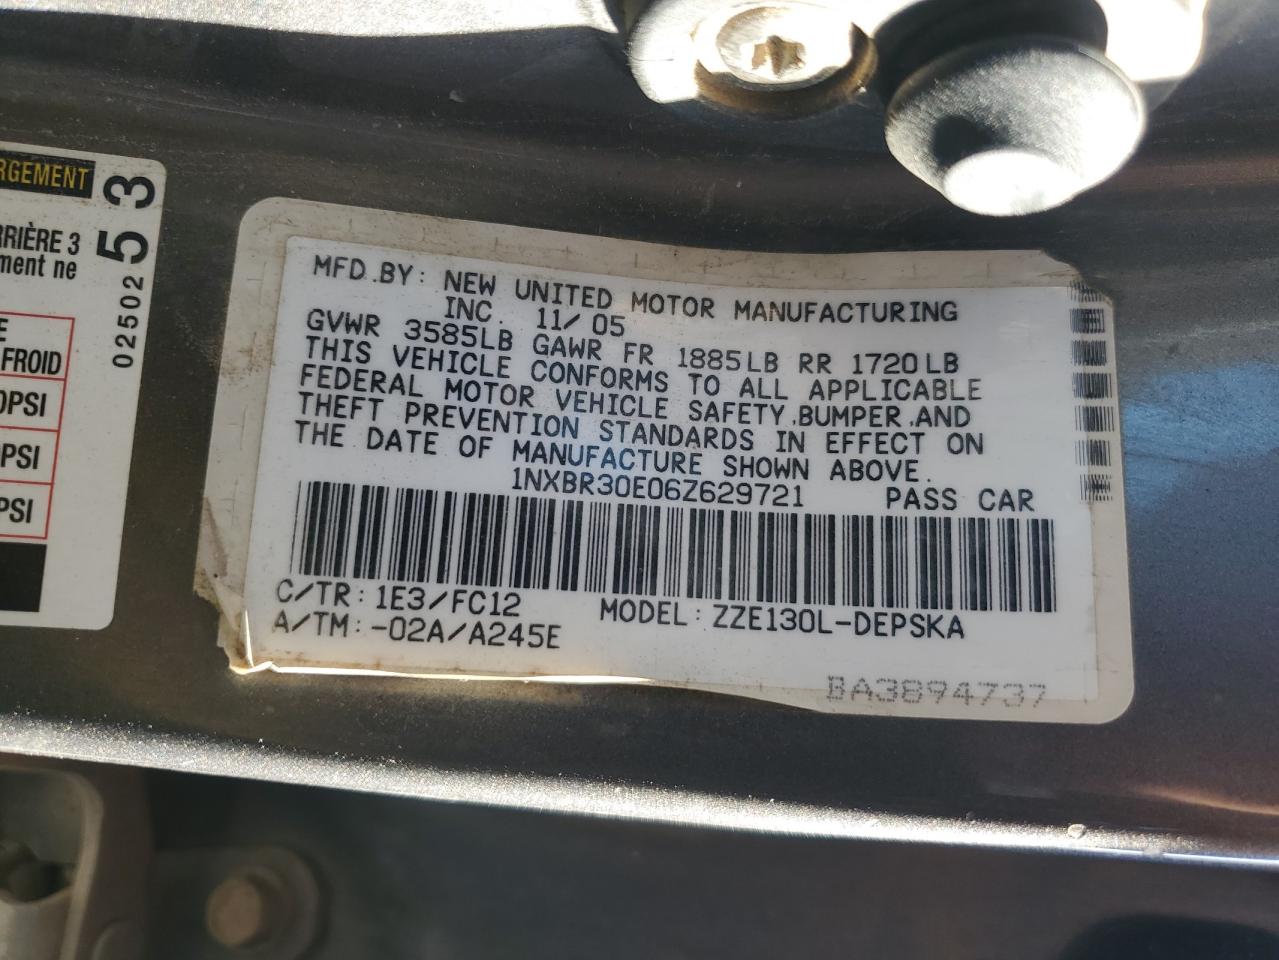 RGEMENT
RRIÈRE 3
ment ne
02502 53
E
FROID
0PSI
PSI
PSI
MFD.BY: NEW UNITED MOTOR MANUFACTURING
INC. 11/05
GVWR 3585LB GAWR FR 1885LB RR 1720LB
THIS VEHICLE CONFORMS TO ALL APPLICABLE
FEDERAL MOTOR VEHICLE SAFETY,BUMPER,AND
THEFT PREVENTION STANDARDS IN EFFECT ON
THE DATE OF MANUFACTURE SHOWN ABOVE.
1NXBR30E06Z629721 PASS CAR
C/TR: 1E3/FC12 MODEL: ZZE130L-DEPSKA
A/TM: -02A/A245E
BA3894737